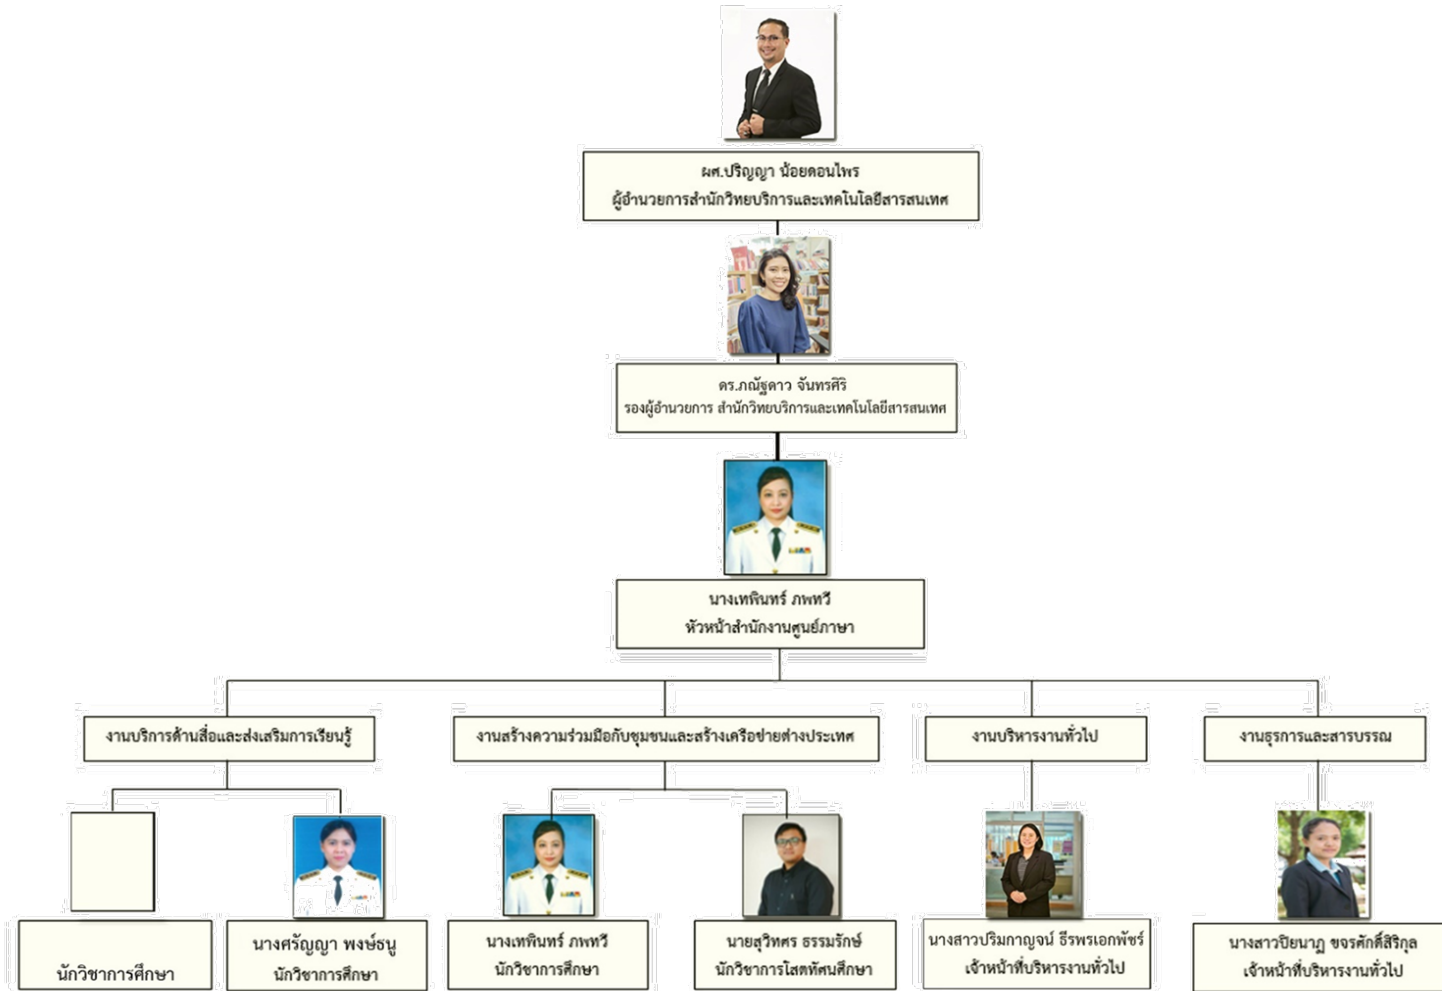 ผศ.ปริญญา น้อยดอนไพร
ผู้อำนวยการสำนักวิทยบริการและเทคโนโลยีสารสนเทศ
ดร.ภณัฐดาว จันทรศิริ
รองผู้อำนวยการ สำนักวิทยบริการและเทคโนโลยีสารสนเทศ
นางเทพินทร์ ภพทวี
หัวหน้าสำนักงานศูนย์ภาษา
งานบริการด้านสื่อและส่งเสริมการเรียนรู้
งานสร้างความร่วมมือกับชุมชนและสร้างเครือข่ายต่างประเทศ
งานบริหารงานทั่วไป
งานธุรการและสารบรรณ
นักวิชาการศึกษา
นางศรัญญา พงษ์ธนู
นักวิชาการศึกษา
นางเทพินทร์ ภพทวี
นักวิชาการศึกษา
นายสุวิทศร ธรรมรักษ์
นักวิชาการโสตทัศนศึกษา
นางสาวปริมกาญจน์ ธีรพรเอกพัชร์
เจ้าหน้าที่บริหารงานทั่วไป
นางสาวปิยนาฏ ขจรศักดิ์สิริกุล
เจ้าหน้าที่บริหารงานทั่วไป